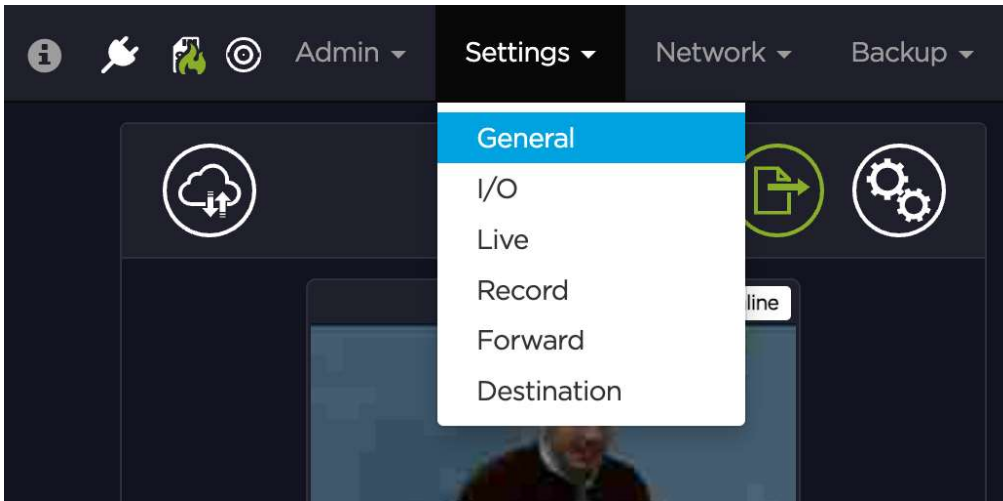 Admin Settings Network Backup
General
I/O
Live
Record
line
Forward
Destination